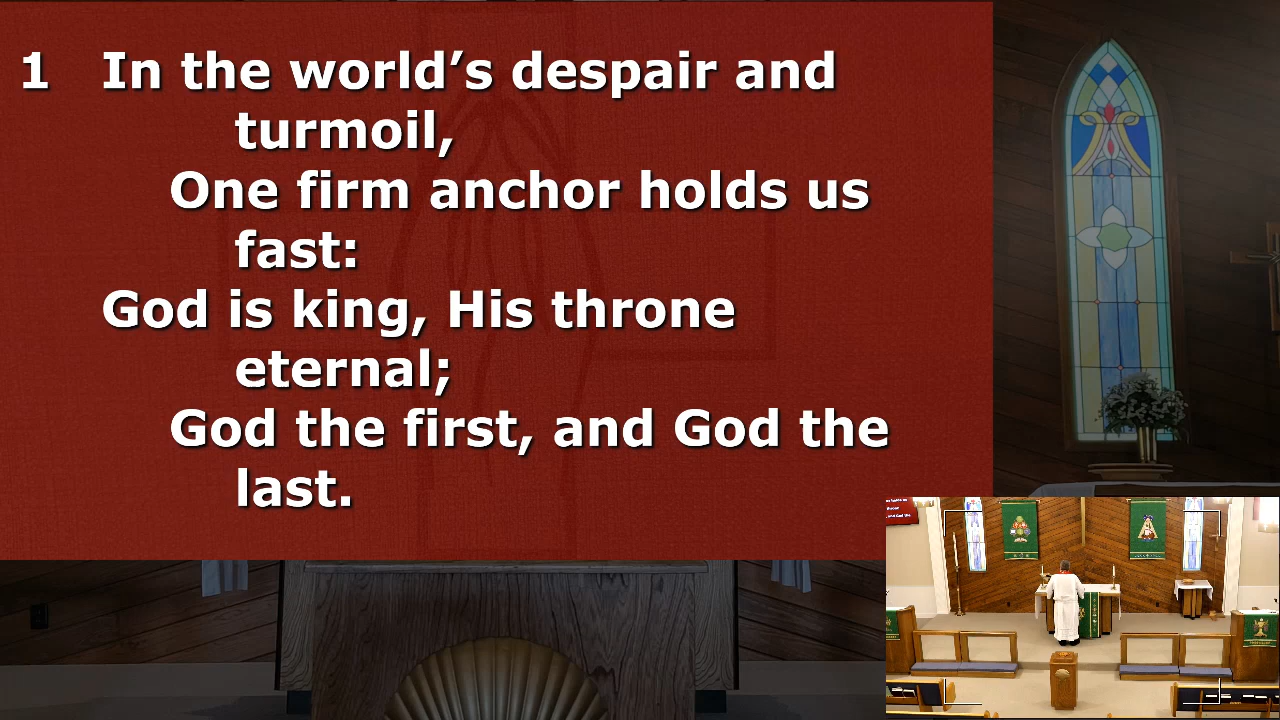 1 In the world’s despair and
turmoil,
One firm anchor holds us
fast:
God is king, His throne
eternal;
God the first, and God the
last.